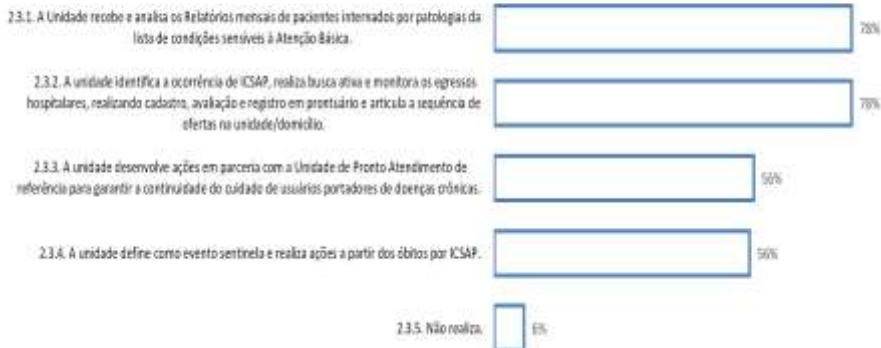 2.3.1. A Unidade recebe e analisa os Relatórios mensais de pacientes internados por patologias da
lista de condições sensíveis à Atenção Básica.
78%
2.3.2. A unidade identifica a ocorrência de ICSAP, realiza busca ativa e monitora os egressos
hospitalares, realizando cadastro, avaliação e registro em prontuário e articula a sequência de
ofertas na unidade/domicílio.
78%
2.3.3. A unidade desenvolve ações em parceria com a Unidade de Pronto Atendimento de
referência para garantir a continuidade do cuidado de usuários portadores de doenças crônicas.
56%
2.3.4. A unidade define como evento sentinela e realiza ações a partir dos óbitos por ICSAP.
56%
2.3.5. Não realiza.
6%